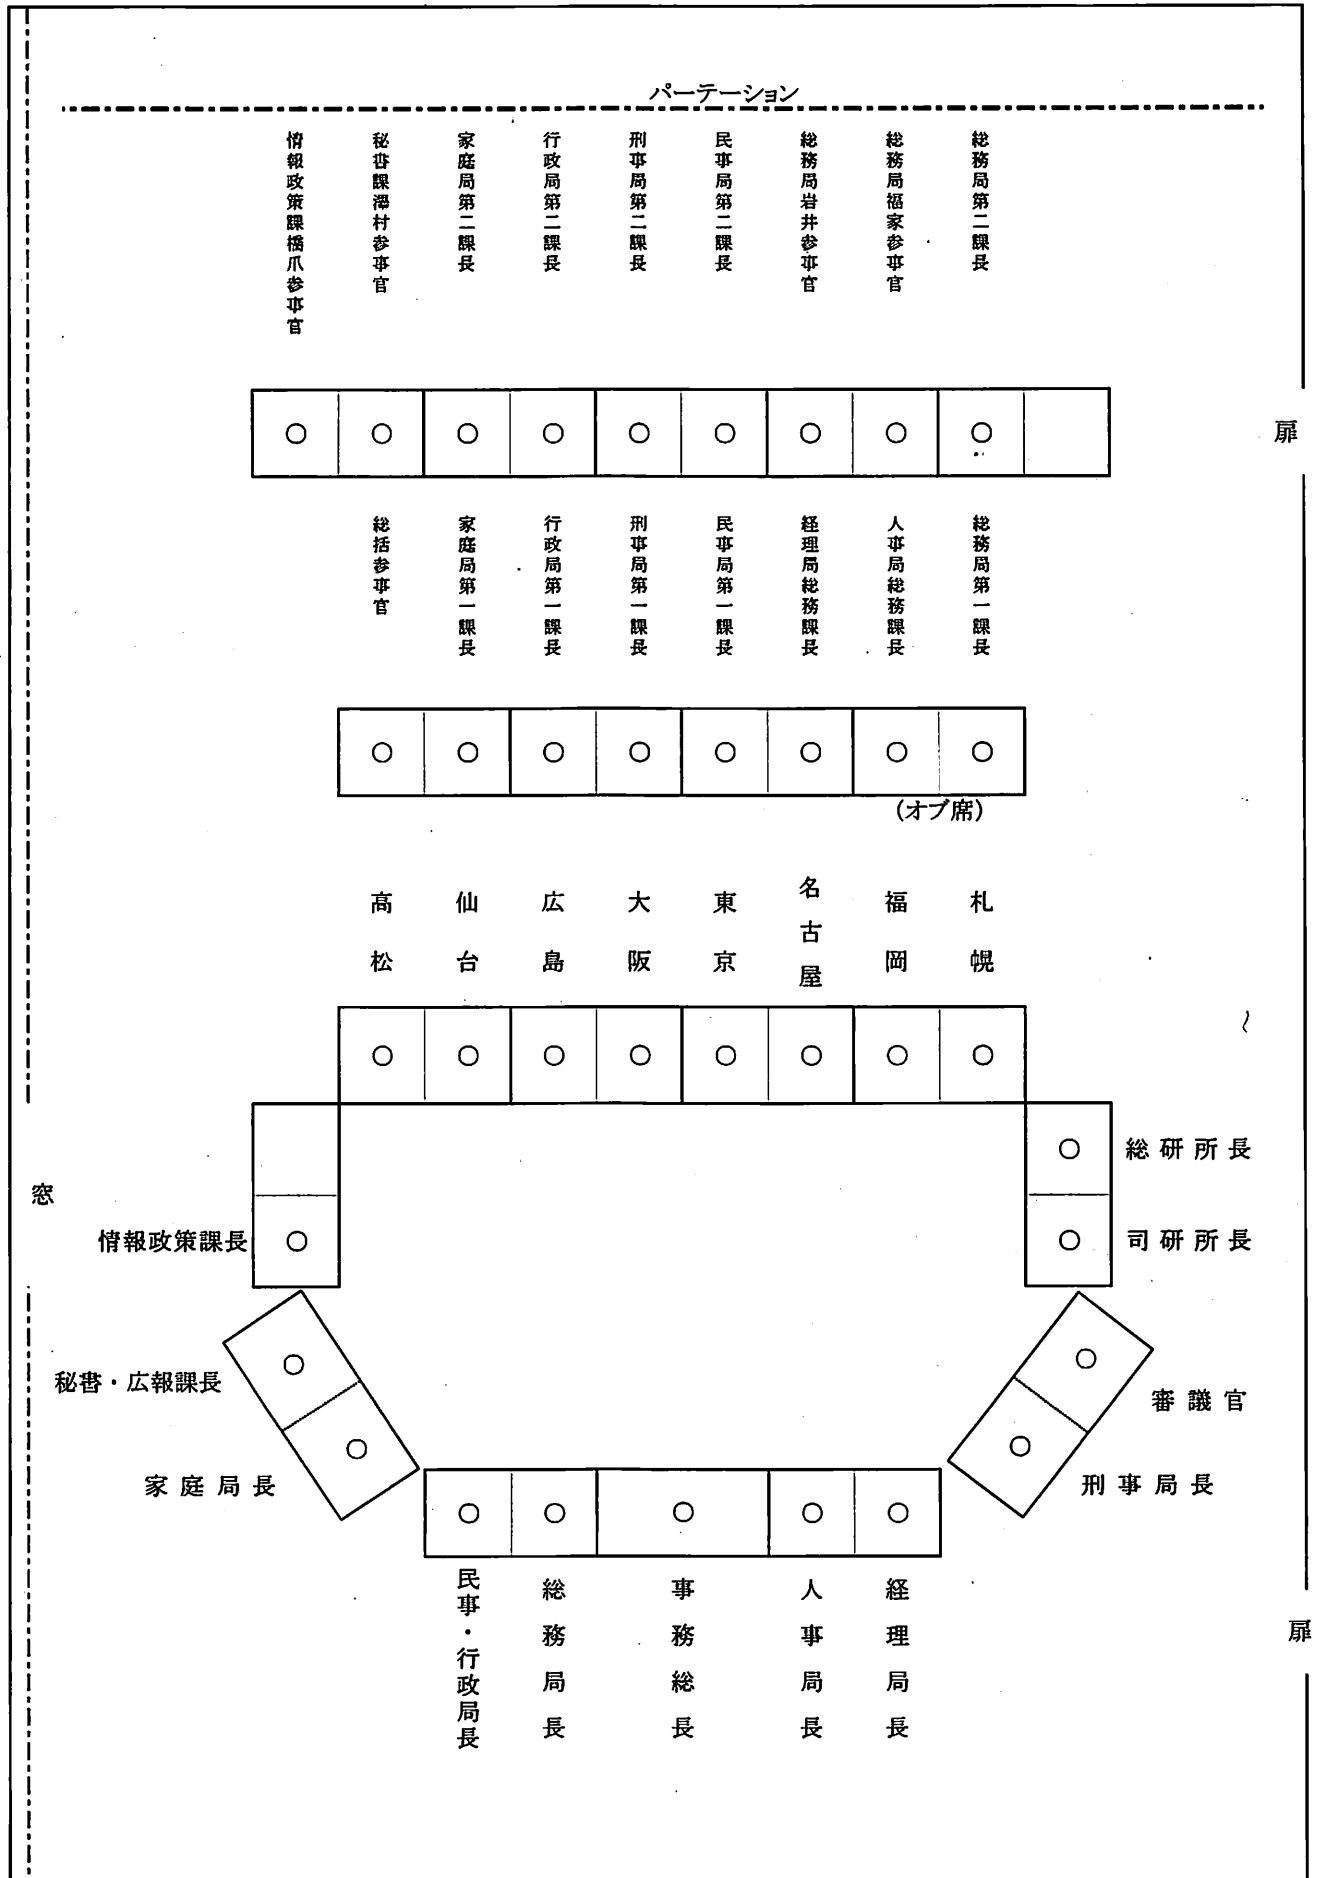 パーテーション
情報政策課橋爪参事官
秘書課澤村参事官
家庭局第二課長
行政局第二課長
刑事局第二課長
民事局第二課長
総務局岩井参事官
総務局福家参事官
総務局第二課長
扉
総括参事官
家庭局第一課長
行政局第一課長
刑事局第一課長
民事局第一課長
経理局総務課長
人事局総務課長
総務局第一課長
(オブ席)
高松
仙台
広島
大阪
東京
名古屋
福岡
札幌
総研所長
窓
情報政策課長
司研所長
秘書・広報課長
審議官
家庭局長
刑事局長
民事・行政局長
総務局長
事務総長
人事局長
経理局長
扉